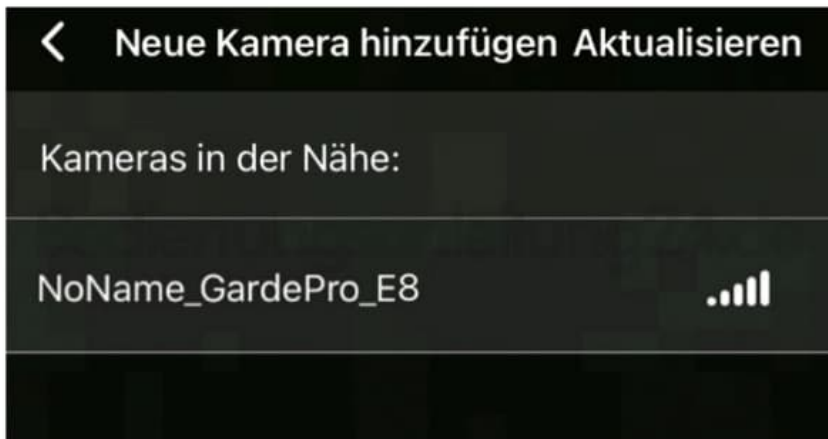 Neue Kamera hinzufügen Aktualisieren
Kameras in der Nähe:
NoName_GardePro_E8